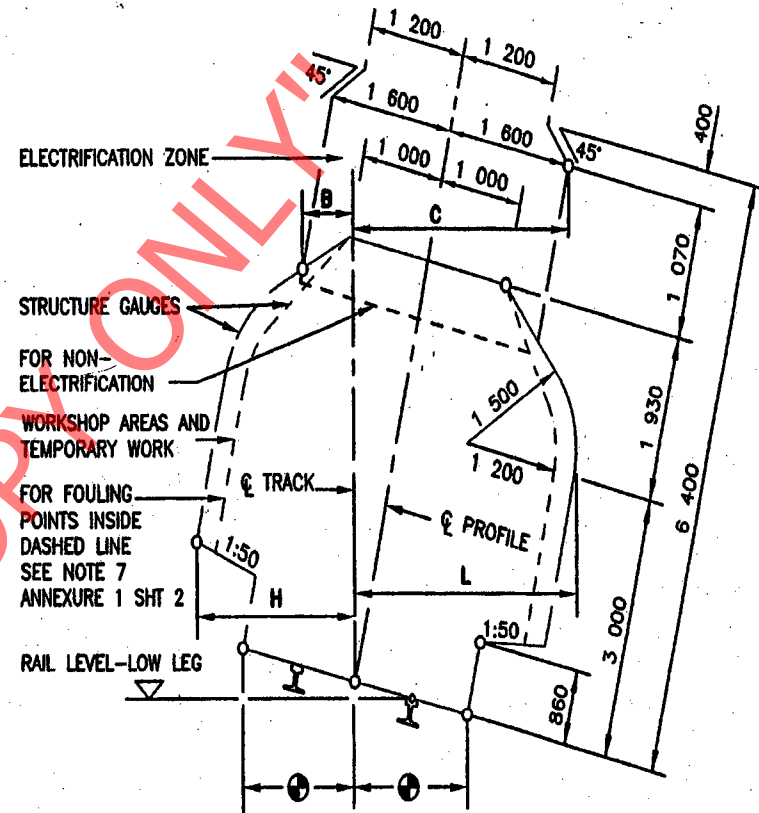 1 200
1 200
45°
1 600
1 600
45°
400
ELECTRIFICATION ZONE
1 000
1 000
B
C
1 070
STRUCTURE GAUGES
FOR NON-
ELECTRIFICATION
1 500
1 930
WORKSHOP AREAS AND
TEMPORARY WORK
1 200
6 400
FOR FOULING
POINTS INSIDE
DASHED LINE
SEE NOTE 7
ANNEXURE 1 SHT 2
℄ TRACK
℄ PROFILE
1:50
H
L
1:50
3 000
RAIL LEVEL-LOW LEG
860
PY ONLY"